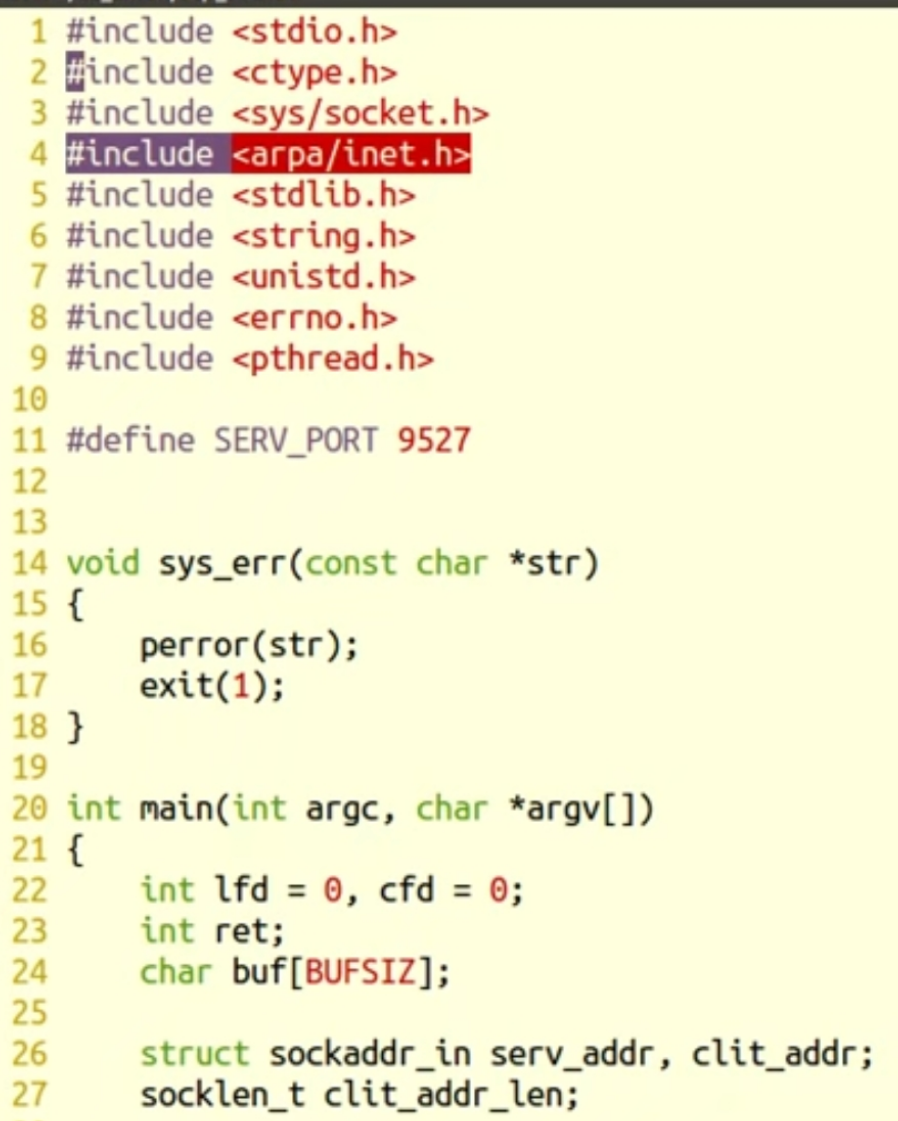 1 #include <stdio.h>
2 #include <ctype.h>
3 #include <sys/socket.h>
4 #include <arpa/inet.h>
5 #include <stdlib.h>
6 #include <string.h>
7 #include <unistd.h>
8 #include <errno.h>
9 #include <pthread.h>
10
11 #define SERV_PORT 9527
12
13
14 void sys_err(const char *str)
15 {
16     perror(str);
17     exit(1);
18 }
19
20 int main(int argc, char *argv[])
21 {
22     int lfd = 0, cfd = 0;
23     int ret;
24     char buf[BUFSIZ];
25
26     struct sockaddr_in serv_addr, clit_addr;
27     socklen_t clit_addr_len;